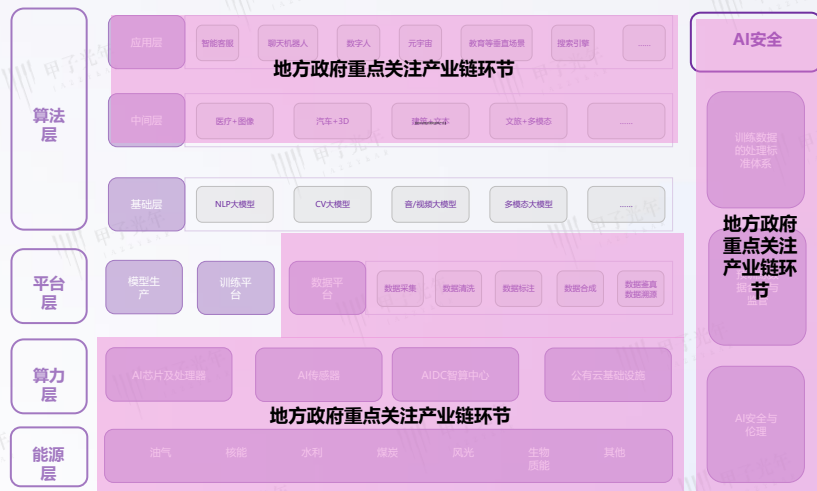 算法
层
应用层
智能客服
聊天机器人
数字人
元宇宙
教育等垂直场景
搜索引擎
......
地方政府重点关注产业链环节
中间层
医疗+图像
汽车+3D
建筑+文本
文旅+多模态
......
基础层
NLP大模型
CV大模型
音/视频大模型
多模态大模型
......
平台
层
模型生
产
训练平
台
数据平
台
数据采集
数据清洗
数据标注
数据合成
数据鉴真
数据溯源
算力
层
AI芯片及处理器
AI传感器
AIDC智算中心
公有云基础设施
地方政府重点关注产业链环节
能源
层
油气
核能
水利
煤炭
风光
生物
质能
其他
AI安全
训练数据
的处理标
准体系
地方政府
重点关注
产业链环
节
监管
AI安全与
伦理
甲子光年